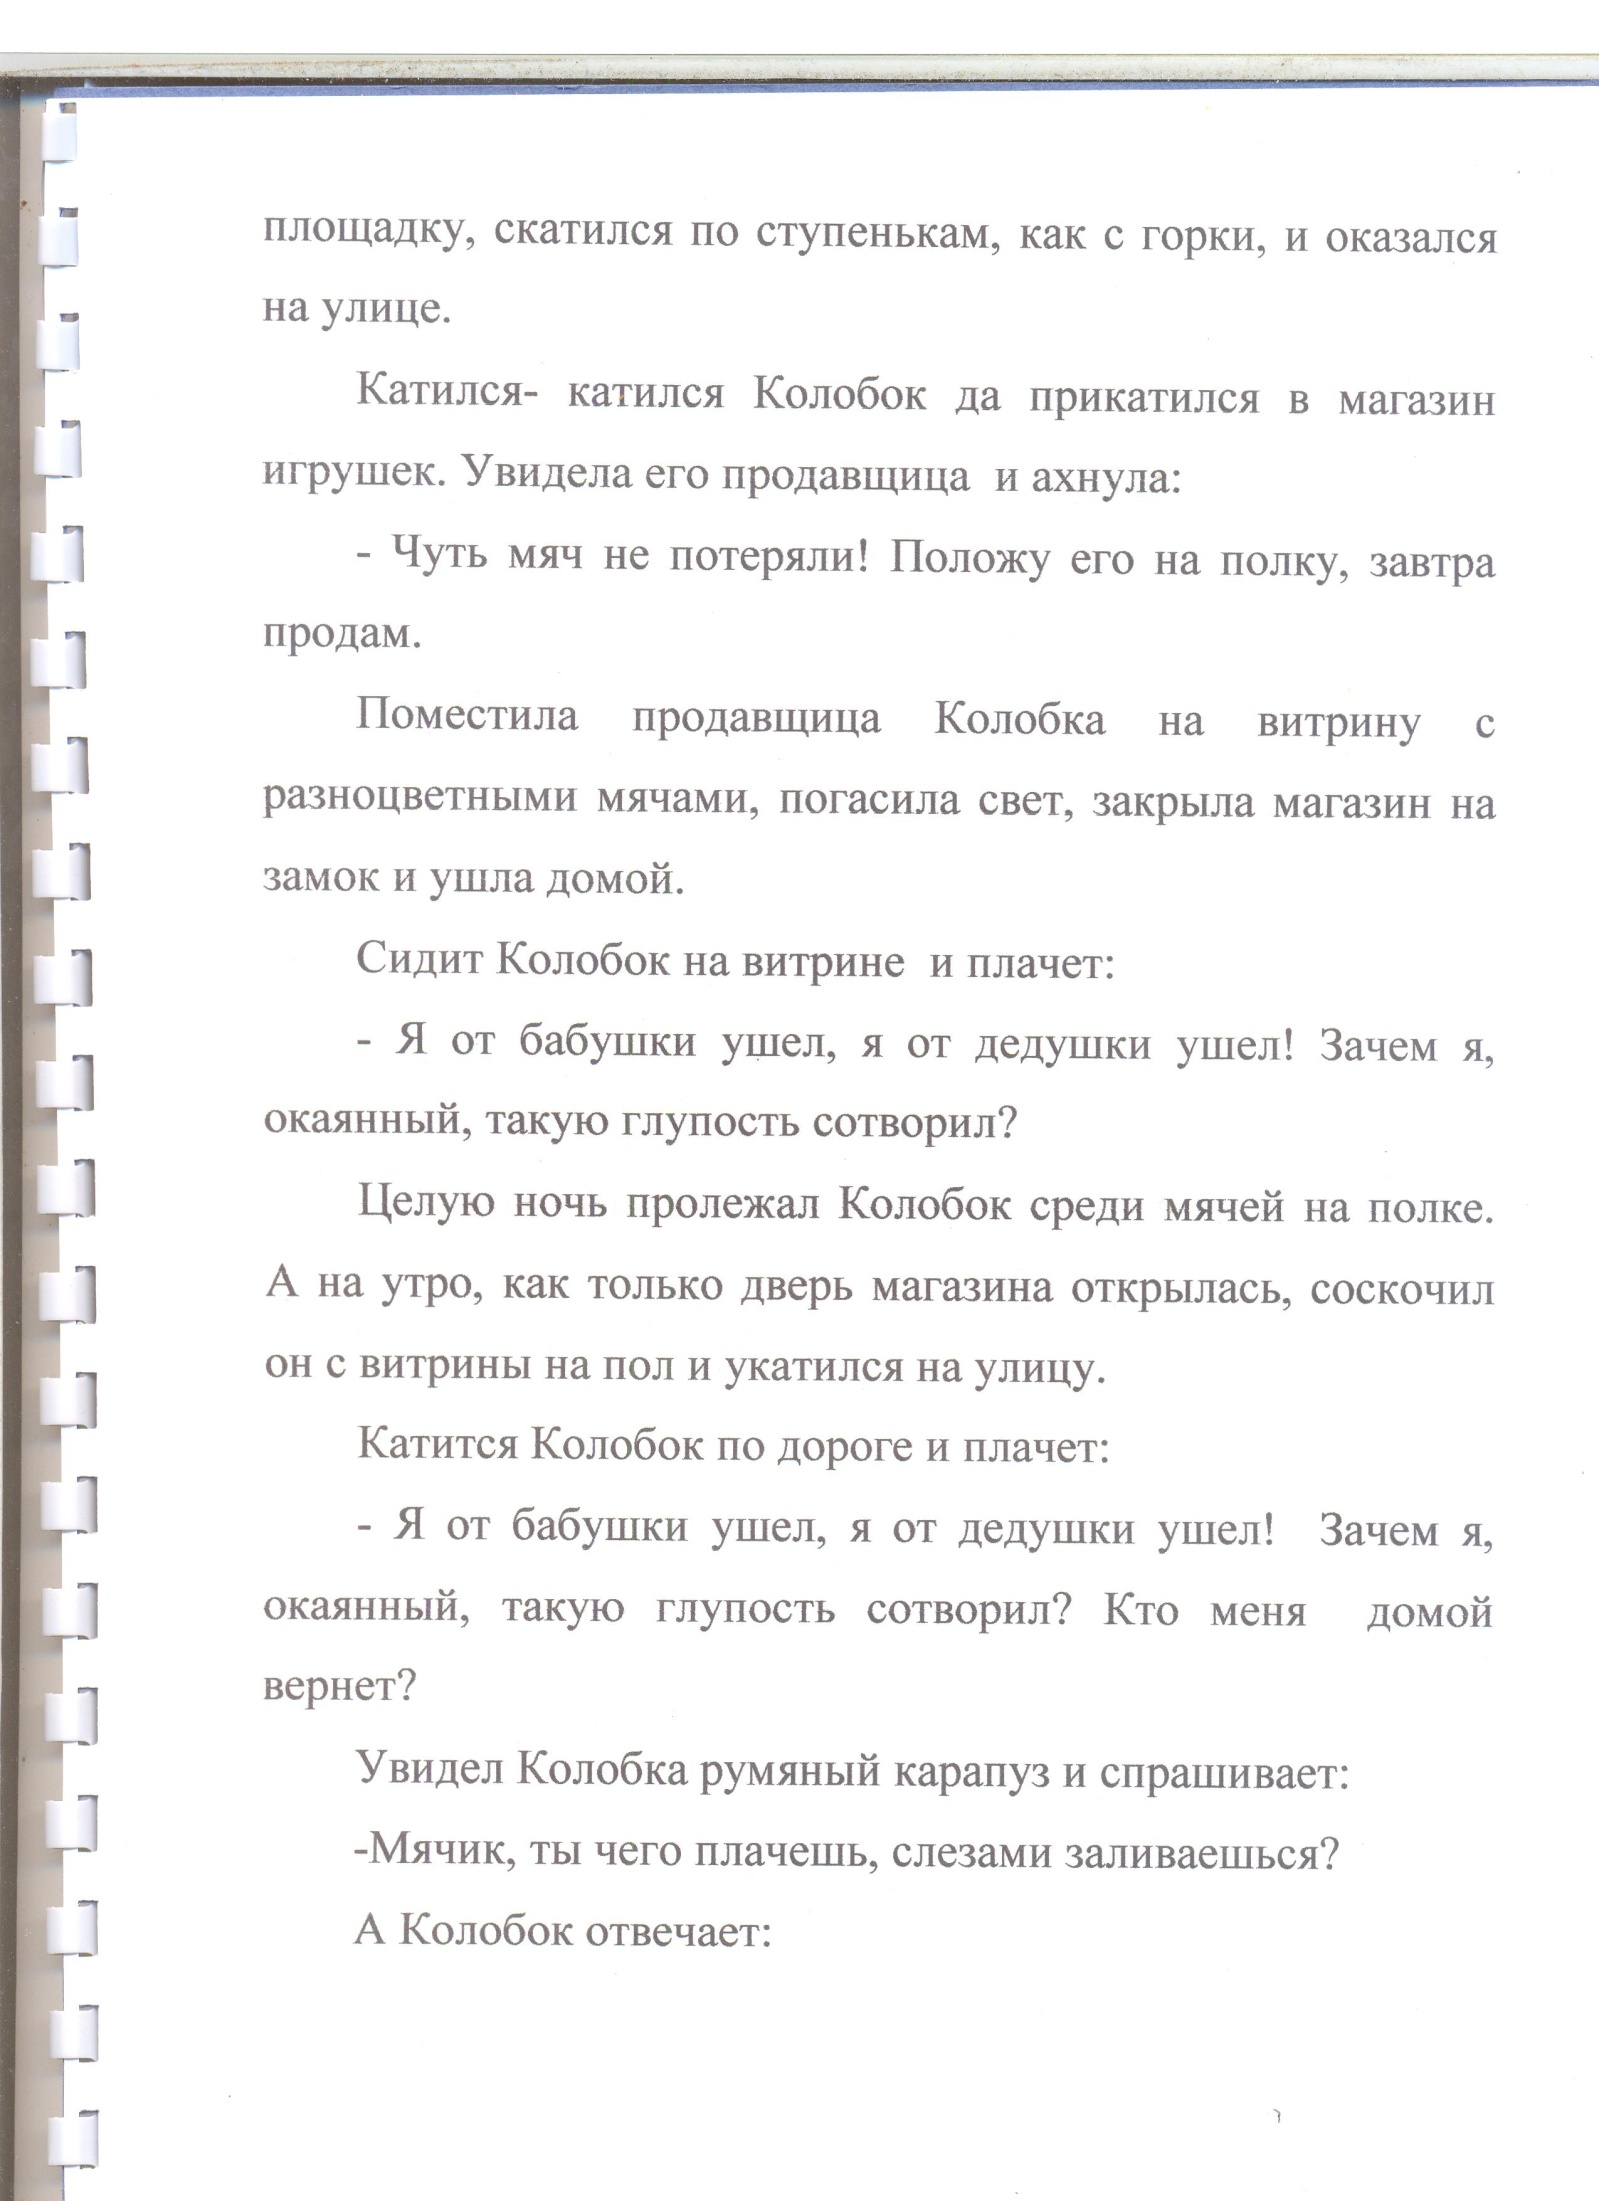 площадку, скатился по ступенькам, как с горки, и оказался
на улице.
Катился- катился Колобок да прикатился в магазин
игрушек. Увидела его продавщица  и ахнула:
- Чуть мяч не потеряли! Положу его на полку, завтра
продам.
Поместила продавщица Колобка на витрину с
разноцветными мячами, погасила свет, закрыла магазин на
замок и ушла домой.
Сидит Колобок на витрине  и плачет:
- Я от бабушки ушел, я от дедушки ушел! Зачем я,
окаянный, такую глупость сотворил?
Целую ночь пролежал Колобок среди мячей на полке.
А на утро, как только дверь магазина открылась, соскочил
он с витрины на пол и укатился на улицу.
Катится Колобок по дороге и плачет:
- Я от бабушки ушел, я от дедушки ушел!  Зачем я,
окаянный, такую глупость сотворил? Кто меня  домой
вернет?
Увидел Колобка румяный карапуз и спрашивает:
-Мячик, ты чего плачешь, слезами заливаешься?
А Колобок отвечает: